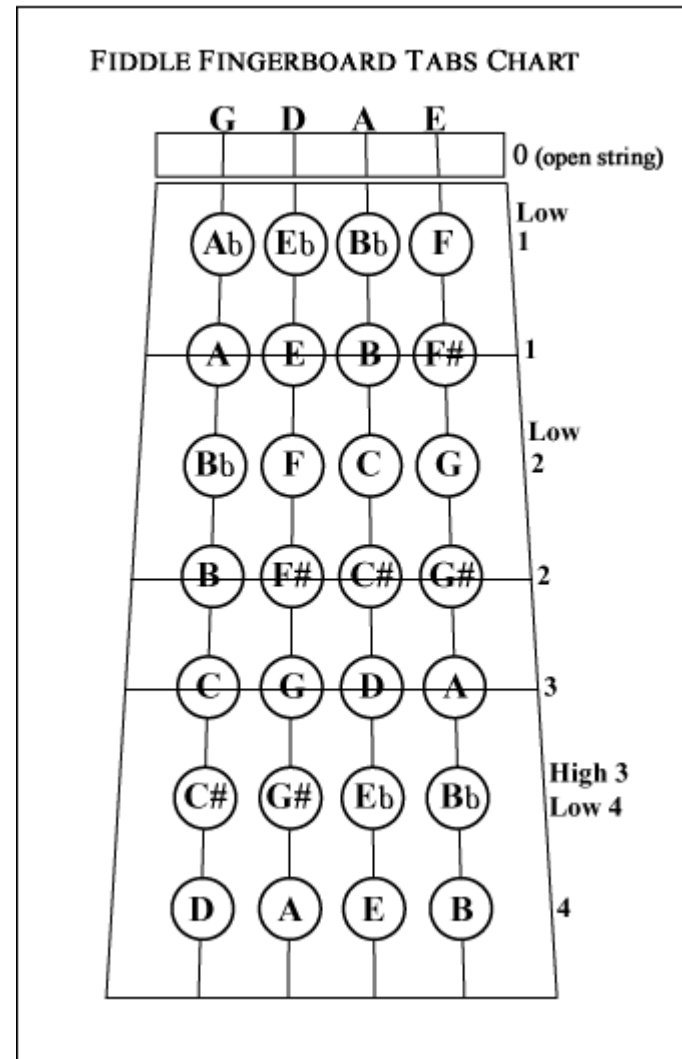 FIDDLE FINGERBOARD TABS CHART
G D A E
0 (open string)
Low
Ab Eb Bb F 1
A E B F# 1
Low
Bb F C G 2
B F# C# G# 2
C G D A 3
High 3
C# G# Eb Bb Low 4
D A E B 4